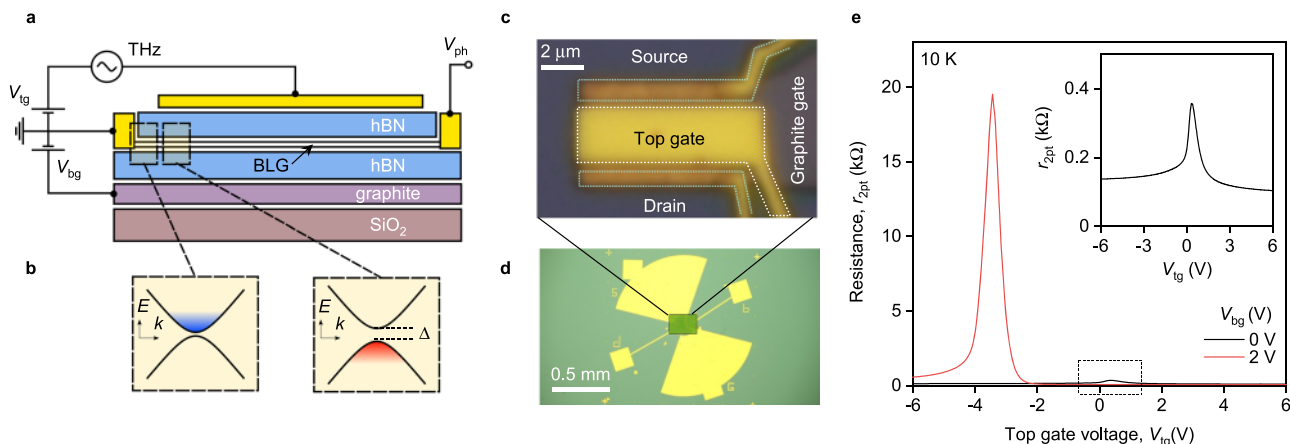 a
THz
V_ph
V_tg
hBN
BLG
V_bg
hBN
graphite
SiO₂
b
E
k
E
k
Δ
c
2 μm
Source
Top gate
Graphite gate
Drain
d
s
b
d
G
0.5 mm
e
10 K
Resistance, r_2pt (kΩ)
20
15
10
5
0
-6
-4
-2
0
2
4
6
Top gate voltage, V_tg(V)
r_2pt (kΩ)
0.4
0.2
0
-6
-3
0
3
6
V_tg (V)
V_bg (V)
0 V
2 V